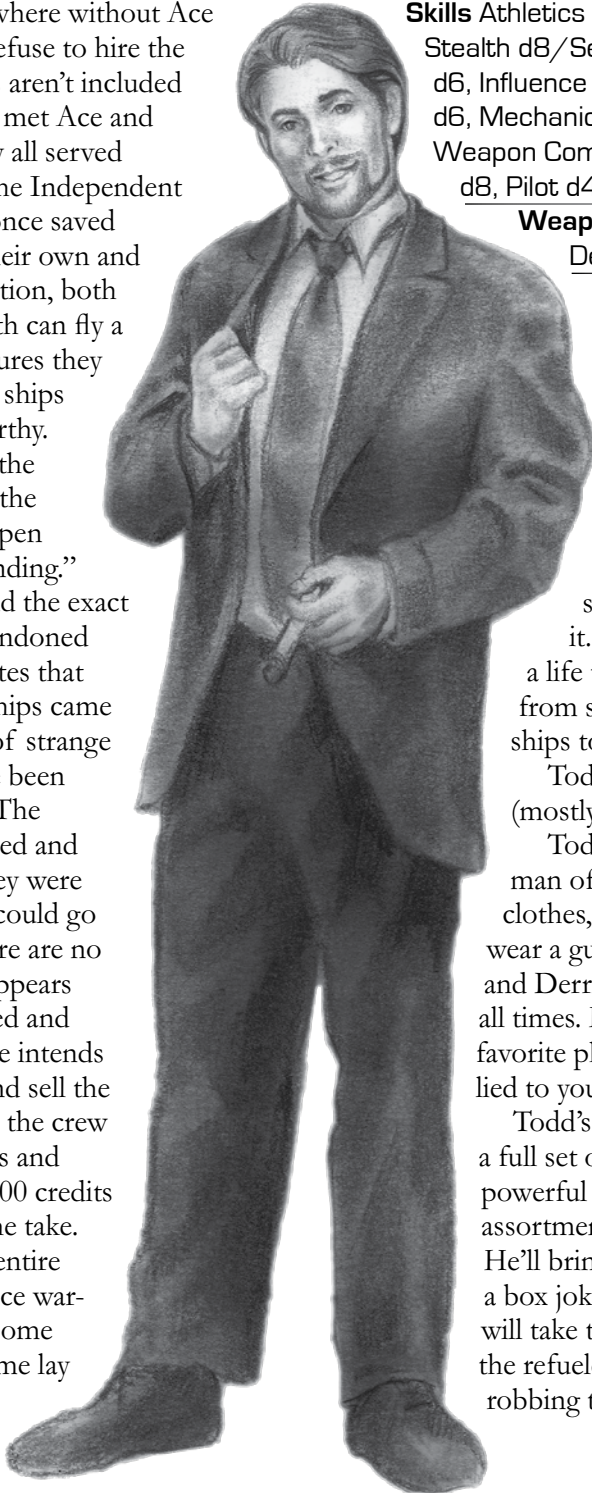 where without Ace
efuse to hire the
aren't included
met Ace and
all served
ne Independent
once saved
heir own and
tion, both
th can fly a
ures they
ships
rthy.
the
the
pen
nding."
d the exact
ndoned
tes that
hips came
of strange
been
The
ed and
ey were
could go
re are no
ppears
ed and
e intends
nd sell the
the crew
s and
00 credits
he take.
entire
ce war-
ome
me lay
Skills Athletics
Stealth d8/Se
d6, Influence
d6, Mechanic
Weapon Com
d8, Pilot d4
Weap
De
s
it.
a life
from s
ships to
Tod
(mostly
Tod
man of
clothes,
wear a gu
and Derr
all times.
favorite pl
lied to you
Todd's
a full set o
powerful
assortmen
He'll brin
a box jok
will take t
the refuel
robbing t